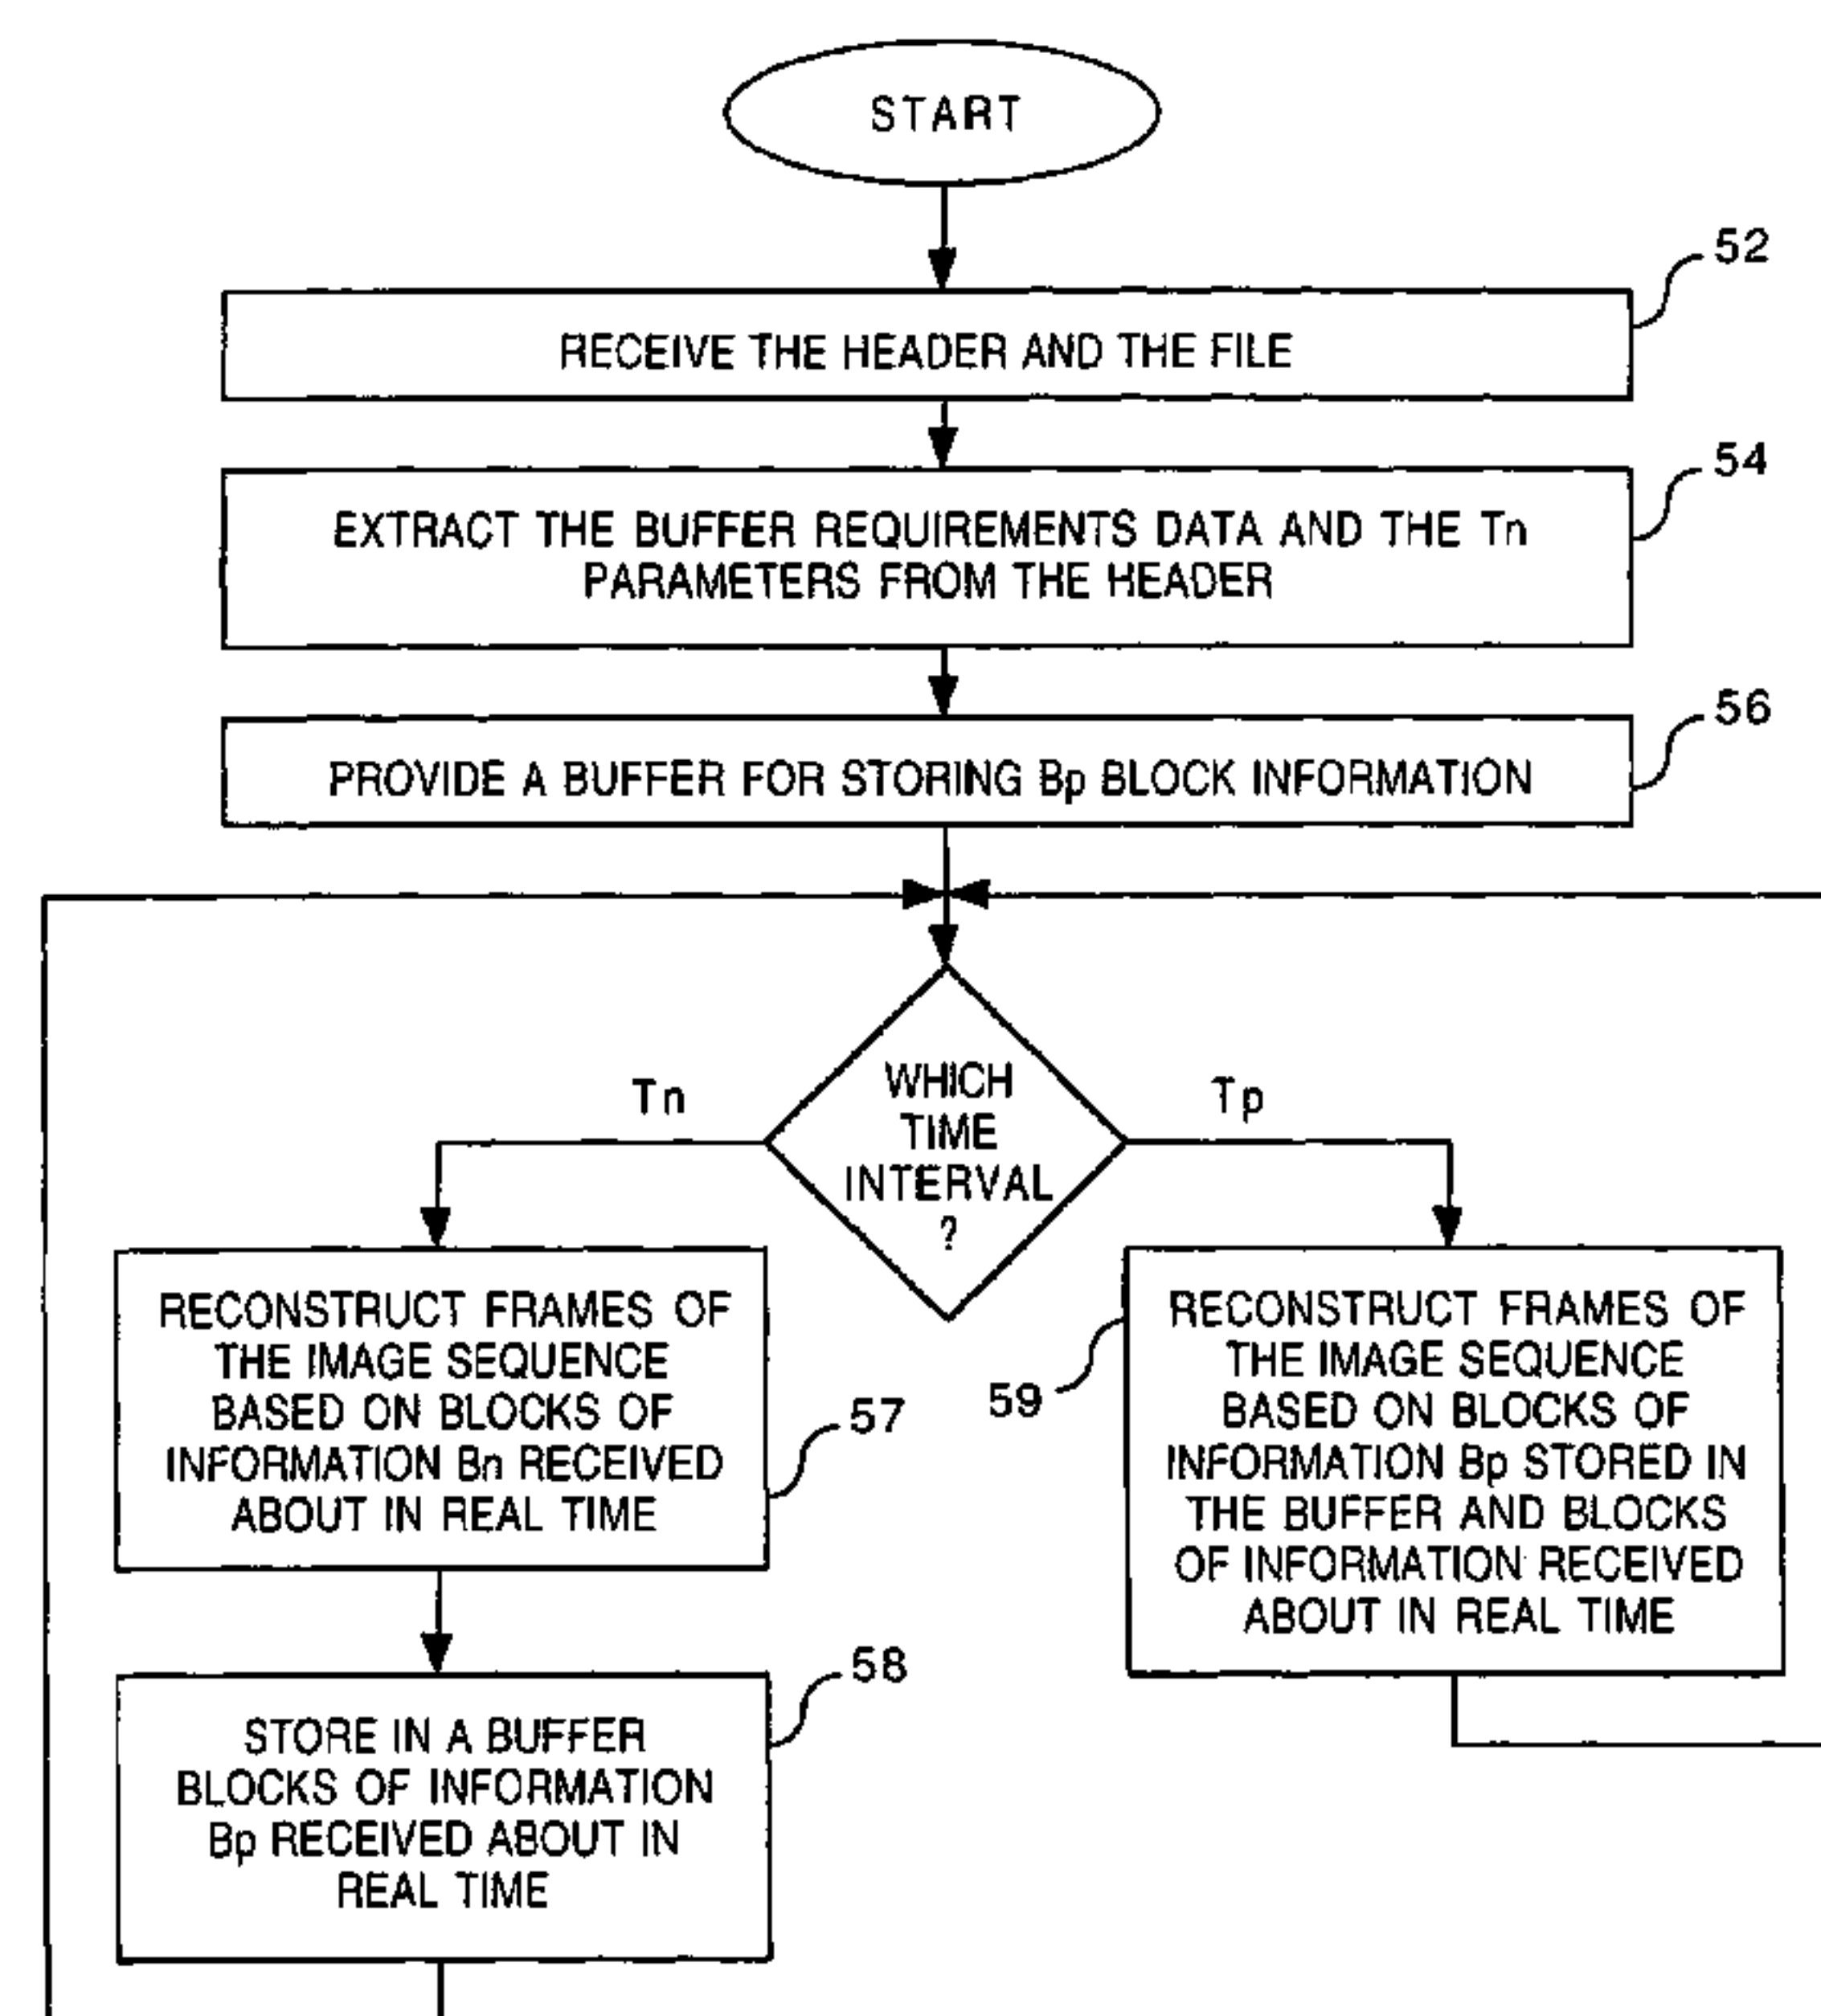 START
52
RECEIVE THE HEADER AND THE FILE
54
EXTRACT THE BUFFER REQUIREMENTS DATA AND THE Tn
PARAMETERS FROM THE HEADER
56
PROVIDE A BUFFER FOR STORING Bp BLOCK INFORMATION
WHICH
TIME
INTERVAL
?
Tn
Tp
RECONSTRUCT FRAMES OF
THE IMAGE SEQUENCE
BASED ON BLOCKS OF
INFORMATION Bn RECEIVED
ABOUT IN REAL TIME
57
59
RECONSTRUCT FRAMES OF
THE IMAGE SEQUENCE
BASED ON BLOCKS OF
INFORMATION Bp STORED IN
THE BUFFER AND BLOCKS
OF INFORMATION RECEIVED
ABOUT IN REAL TIME
58
STORE IN A BUFFER
BLOCKS OF INFORMATION
Bp RECEIVED ABOUT IN
REAL TIME